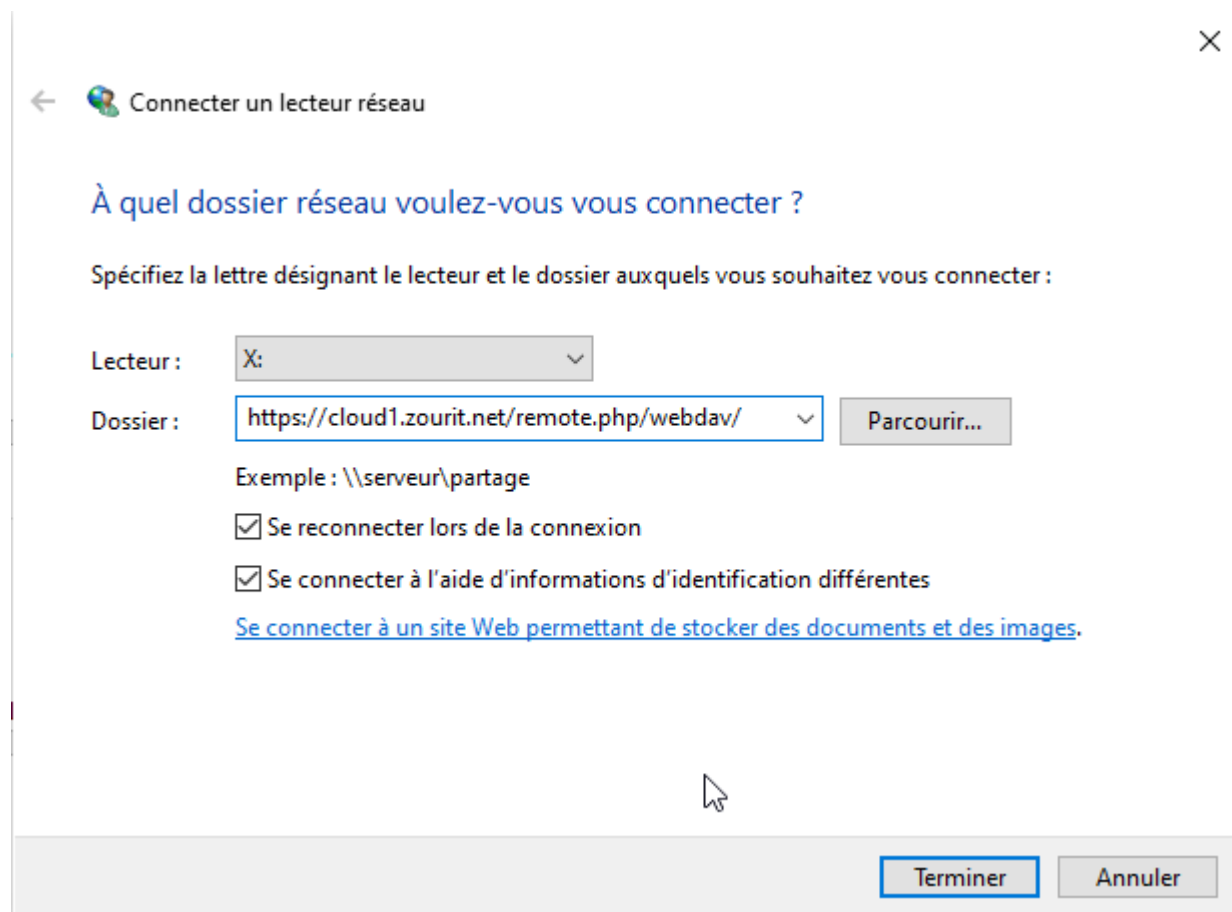 Connecter un lecteur réseau
À quel dossier réseau voulez-vous vous connecter ?
Spécifiez la lettre désignant le lecteur et le dossier auxquels vous souhaitez vous connecter :
Lecteur : X:
Dossier : https://cloud1.zourit.net/remote.php/webdav/ Parcourir...
Exemple : \\serveur\partage
Se reconnecter lors de la connexion
Se connecter à l’aide d’informations d’identification différentes
Se connecter à un site Web permettant de stocker des documents et des images.
Terminer Annuler